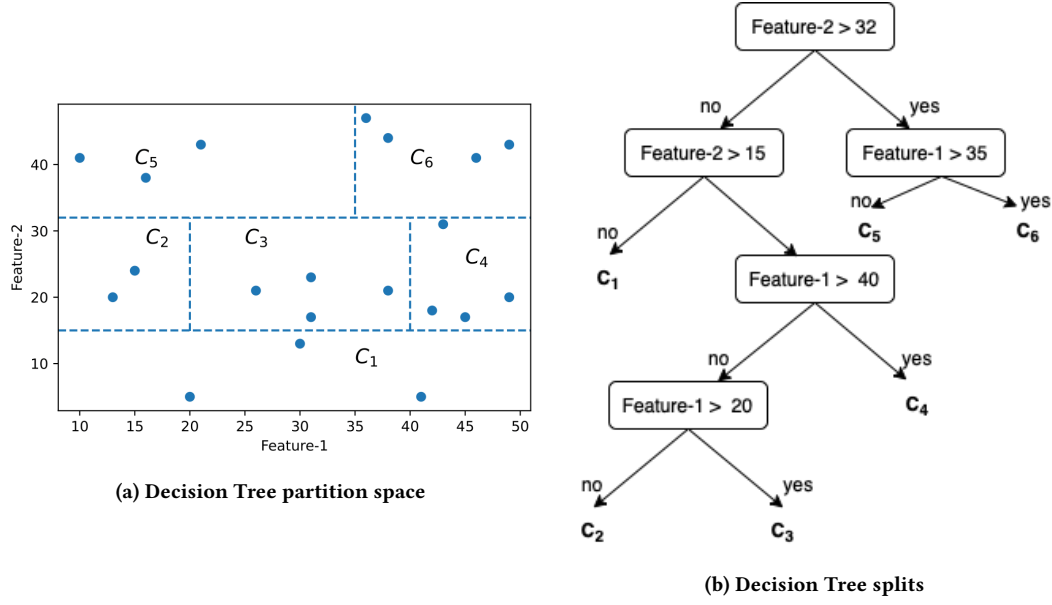 40
30
20
10
Feature-2
C5
C6
C2
C3
C4
C1
10 15 20 25 30 35 40 45 50
Feature-1
(a) Decision Tree partition space
Feature-2 > 32
no
yes
Feature-2 > 15
Feature-1 > 35
no
no
yes
C1
C5
C6
Feature-1 > 40
no
yes
Feature-1 > 20
C4
no
yes
C2
C3
(b) Decision Tree splits